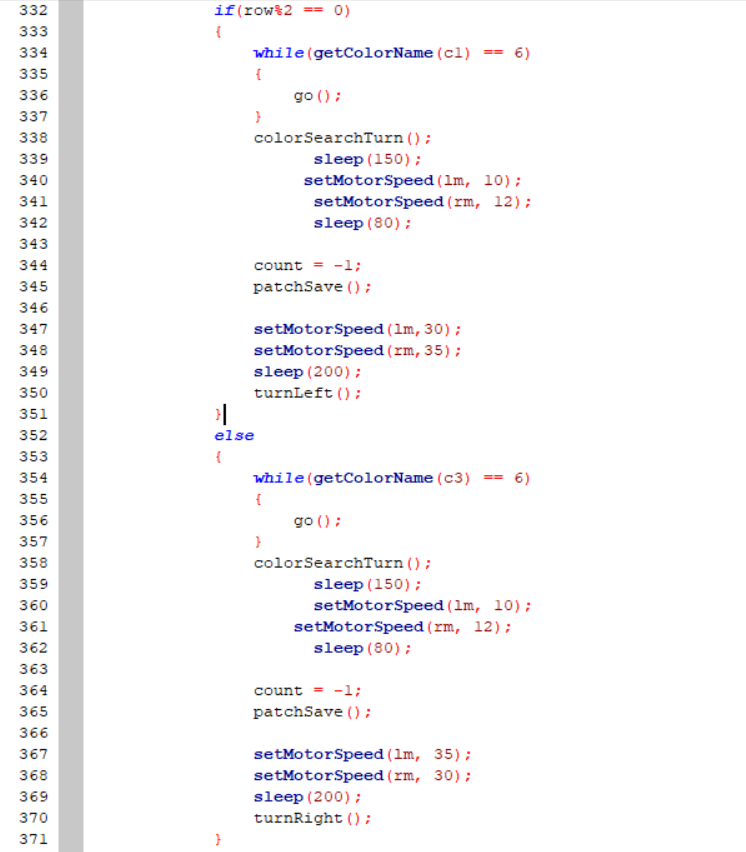 332 if(row%2 == 0)
333 {
334 while(getColorName(c1) == 6)
335 {
336 go();
337 }
338 colorSearchTurn();
339 sleep(150);
340 setMotorSpeed(lm, 10);
341 setMotorSpeed(rm, 12);
342 sleep(80);
343
344 count = -1;
345 patchSave();
346
347 setMotorSpeed(lm,30);
348 setMotorSpeed(rm,35);
349 sleep(200);
350 turnLeft();
351 }
352 else
353 {
354 while(getColorName(c3) == 6)
355 {
356 go();
357 }
358 colorSearchTurn();
359 sleep(150);
360 setMotorSpeed(lm, 10);
361 setMotorSpeed(rm, 12);
362 sleep(80);
363
364 count = -1;
365 patchSave();
366
367 setMotorSpeed(lm, 35);
368 setMotorSpeed(rm, 30);
369 sleep(200);
370 turnRight();
371 }